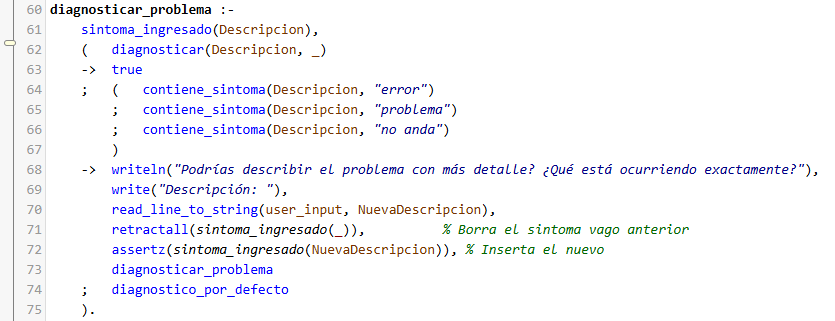 60 diagnosticar_problema :-
61     sintoma_ingresado(Descripcion),
62     (   diagnosticar(Descripcion, _)
63     ->  true
64     ;   (   contiene_sintoma(Descripcion, "error")
65         ;   contiene_sintoma(Descripcion, "problema")
66         ;   contiene_sintoma(Descripcion, "no anda")
67         )
68     ->  writeln("Podrías describir el problema con más detalle? ¿Qué está ocurriendo exactamente?"),
69         write("Descripción: "),
70         read_line_to_string(user_input, NuevaDescripcion),
71         retractall(sintoma_ingresado(_)),          % Borra el sintoma vago anterior
72         assertz(sintoma_ingresado(NuevaDescripcion)), % Inserta el nuevo
73         diagnosticar_problema
74     ;   diagnostico_por_defecto
75     ).